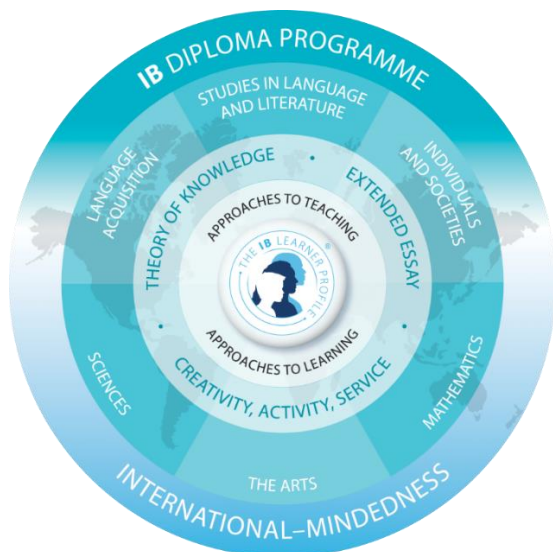 IB DIPLOMA PROGRAMME
STUDIES IN LANGUAGE
AND LITERATURE
LANGUAGE
ACQUISITION
INDIVIDUALS
AND SOCIETIES
THEORY OF KNOWLEDGE
•
EXTENDED ESSAY
•
CREATIVITY, ACTIVITY, SERVICE
•
APPROACHES TO TEACHING
THE IB LEARNER PROFILE
®
APPROACHES TO LEARNING
SCIENCES
MATHEMATICS
THE ARTS
INTERNATIONAL–MINDEDNESS